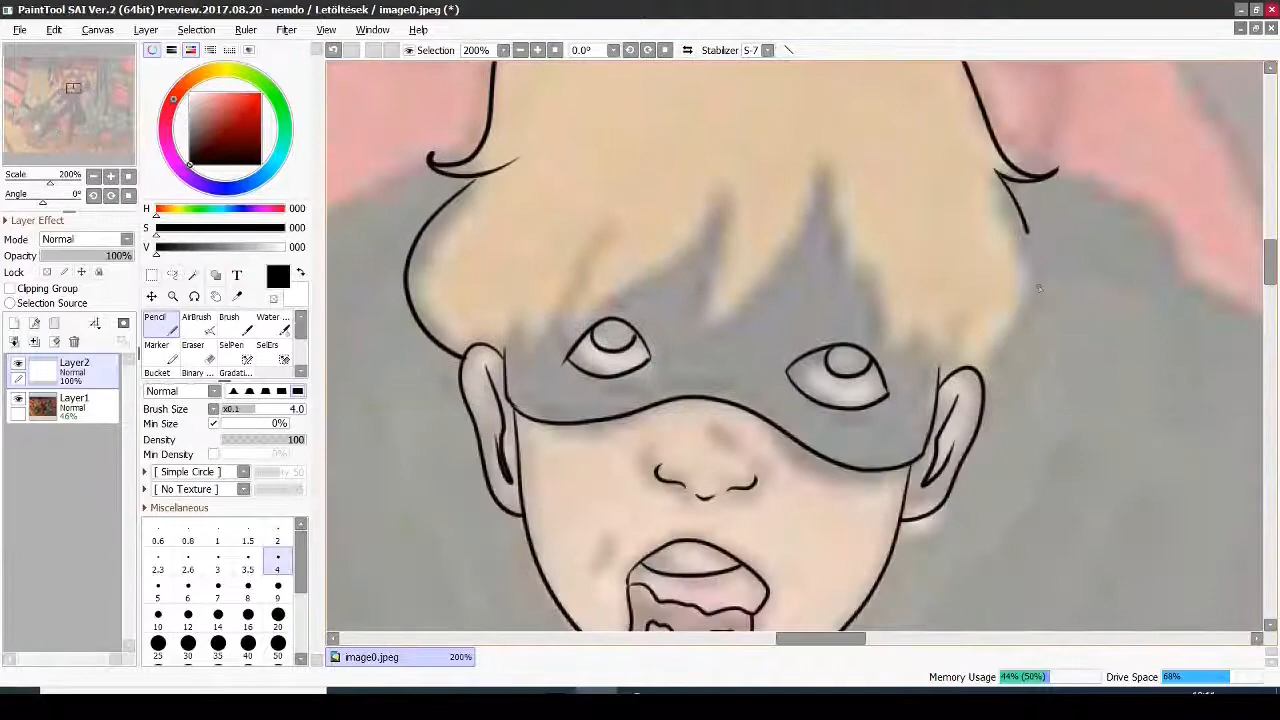 PaintTool SAI Ver.2 (64bit) Preview.2017.08.20 - nemdo / Letöltések / image0.jpeg (*)
File Edit Canvas Layer Selection Ruler Filter View Window Help
Selection 200% 0.0° Stabilizer S-7
Scale 200%
Angle 0°
Layer Effect
Mode Normal
Opacity 100%
Lock
Clipping Group
Selection Source
Layer2
Normal
100%
Layer1
Normal
46%
H 000
S 000
V 000
T
Pencil AirBrush Brush Water ...
Marker Eraser SelPen SelErs
Bucket Binary ... Gradati...
Normal
Brush Size x0.1 4.0
Min Size 0%
Density 100
Min Density 0%
[ Simple Circle ] Intensity 50
[ No Texture ]
Miscellaneous
0.6 0.8 1 1.5 2
2.3 2.6 3 3.5 4
5 6 7 8 9
10 12 14 16 20
25 30 35 40 50
image0.jpeg 200%
Memory Usage 44% (50%) Drive Space 68%